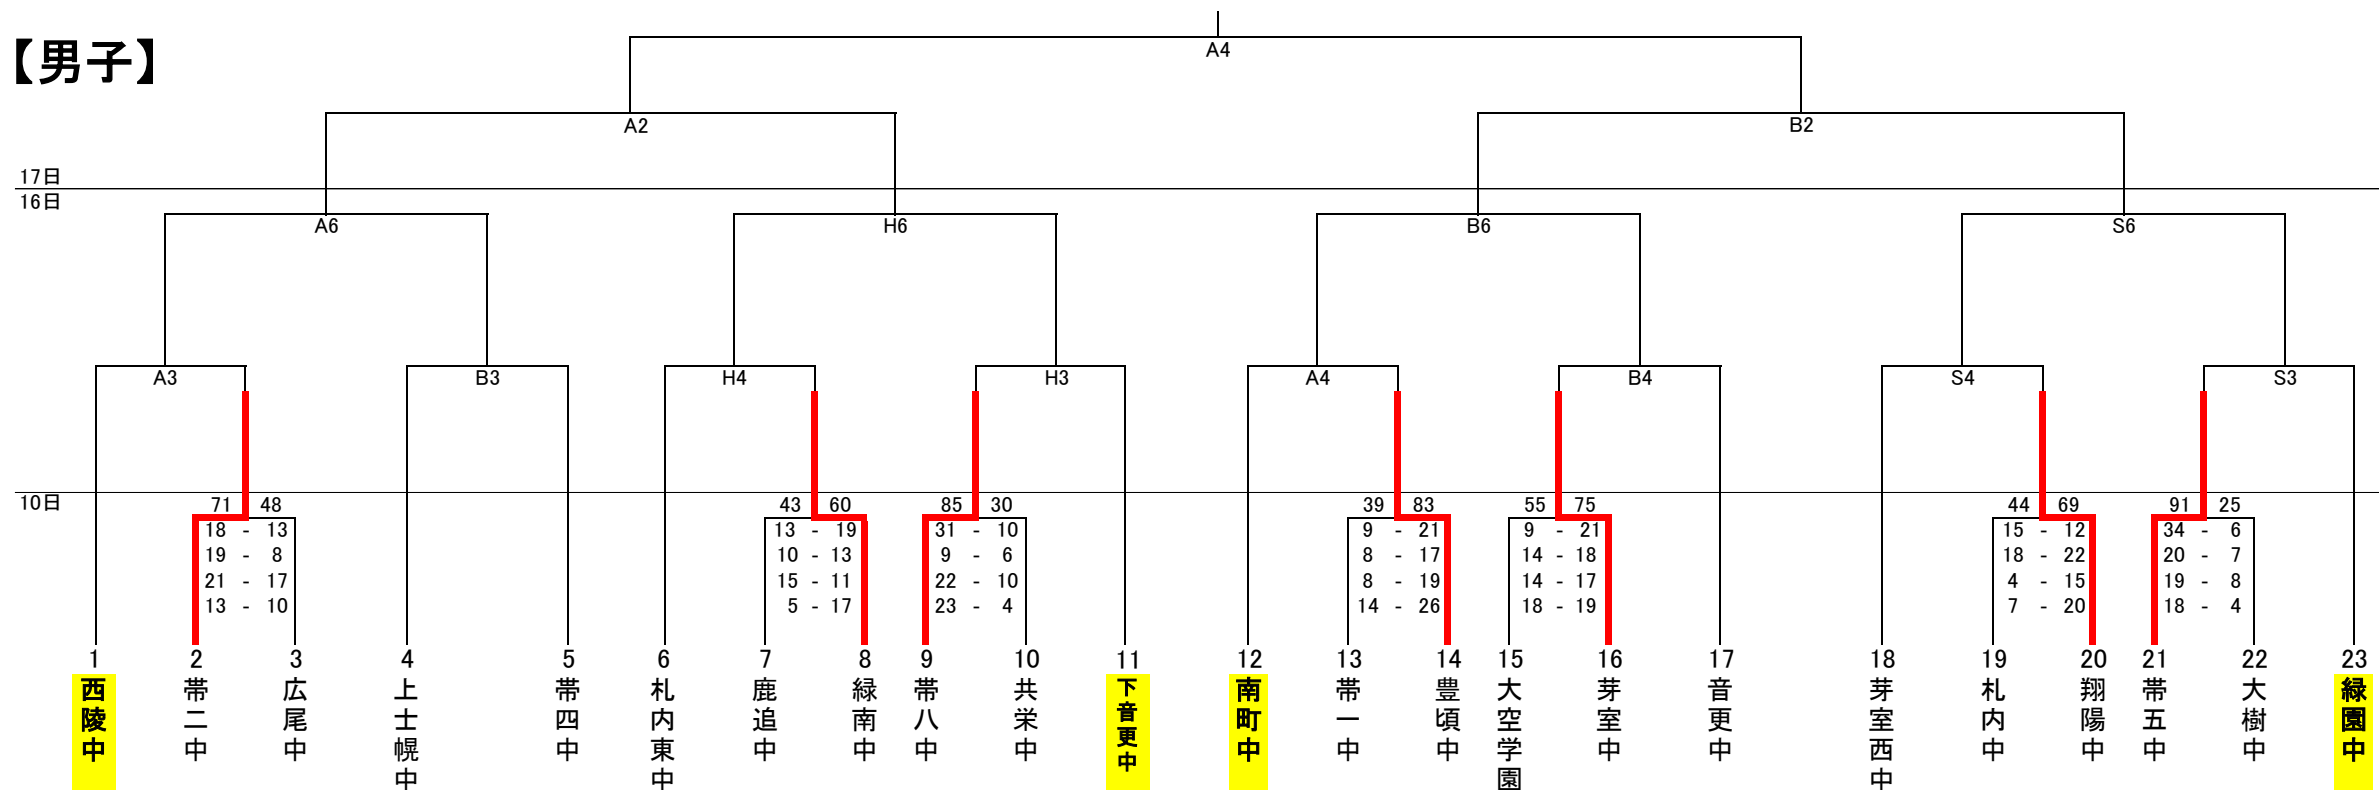 【男子】
A4
A2 B2
17日
16日
A6 H6 B6 S6
A3 B3 H4 H3 A4 B4 S4 S3
10日
71 48 43 60 85 30 39 83 55 75 44 69 91 25
18 - 13 13 - 19 31 - 10 9 - 21 9 - 21 15 - 12 34 - 6
19 - 8 10 - 13 9 - 6 8 - 17 14 - 18 18 - 22 20 - 7
21 - 17 15 - 11 22 - 10 8 - 19 14 - 17 4 - 15 19 - 8
13 - 10 5 - 17 23 - 4 14 - 26 18 - 19 7 - 20 18 - 4
1 2 3 4 5 6 7 8 9 10 11 12 13 14 15 16 17 18 19 20 21 22 23
西陵中
帯二中
広尾中
上士幌中
帯四中
札内東中
鹿追中
緑南中
帯八中
共栄中
下音更中
南町中
帯一中
豊頃中
大空学園
芽室中
音更中
芽室西中
札内中
翔陽中
帯五中
大樹中
緑園中